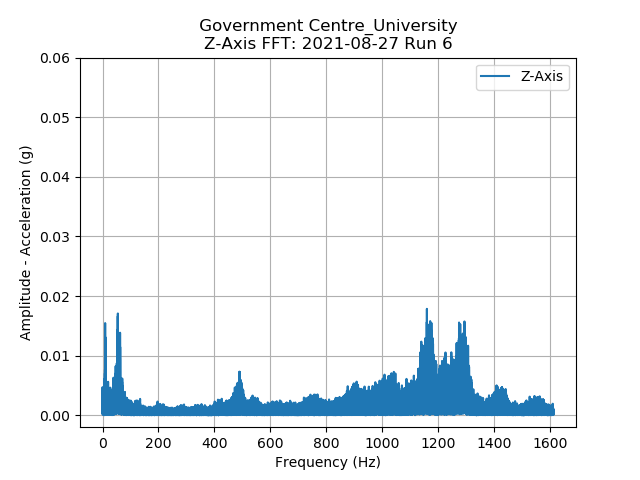 Government Centre_University
Z-Axis FFT: 2021-08-27 Run 6
Z-Axis
Amplitude - Acceleration (g)
0.06
0.05
0.04
0.03
0.02
0.01
0.00
0 200 400 600 800 1000 1200 1400 1600
Frequency (Hz)